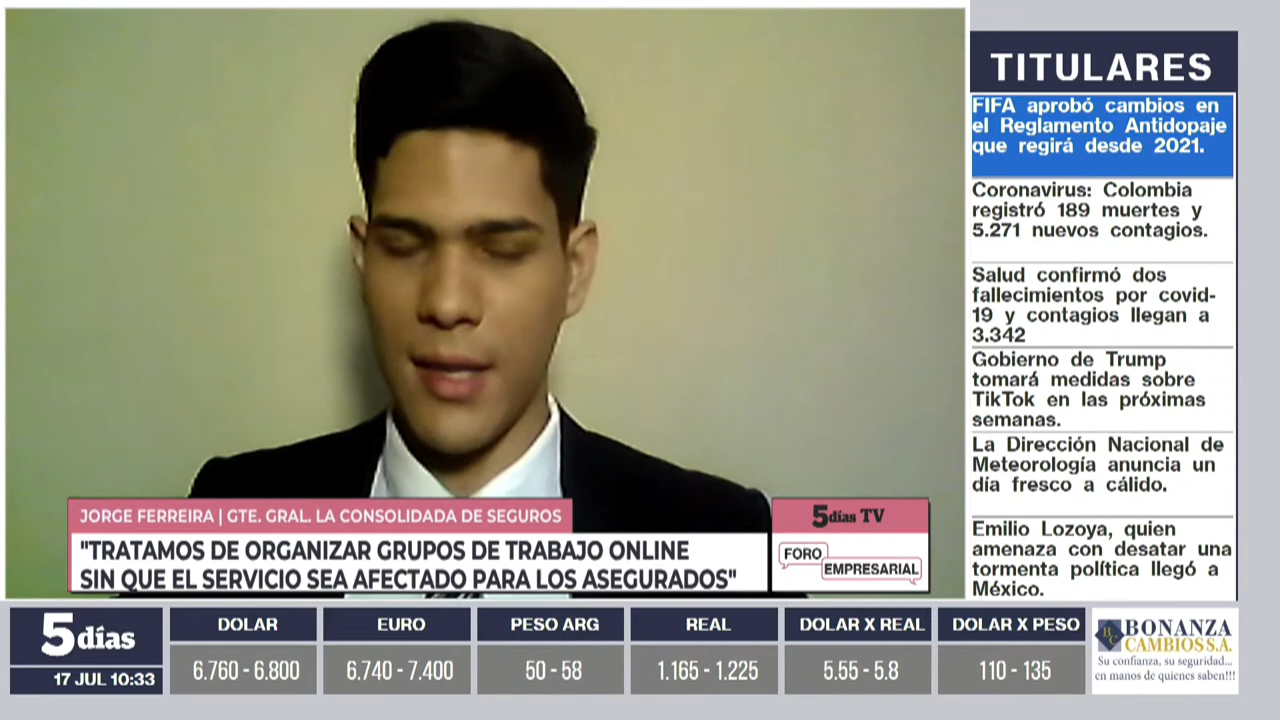 TITULARES
FIFA aprobó cambios en
el Reglamento Antidopaje
que regirá desde 2021.
Coronavirus: Colombia
registró 189 muertes y
5.271 nuevos contagios.
Salud confirmó dos
fallecimientos por covid-
19 y contagios llegan a
3.342
Gobierno de Trump
tomará medidas sobre
TikTok en las próximas
semanas.
La Dirección Nacional de
Meteorología anuncia un
día fresco a cálido.
Emilio Lozoya, quien
amenaza con desatar una
tormenta política llegó a
México.
JORGE FERREIRA | GTE. GRAL. LA CONSOLIDADA DE SEGUROS
"TRATAMOS DE ORGANIZAR GRUPOS DE TRABAJO ONLINE
SIN QUE EL SERVICIO SEA AFECTADO PARA LOS ASEGURADOS"
5días TV
FORO
EMPRESARIAL
5días
17 JUL 10:33
DOLAR EURO PESO ARG REAL DOLAR X REAL DOLAR X PESO
6.760 - 6.800 6.740 - 7.400 50 - 58 1.165 - 1.225 5.55 - 5.8 110 - 135
BC BONANZA
CAMBIOS S.A.
Su confianza, su seguridad...
en manos de quienes saben!!!